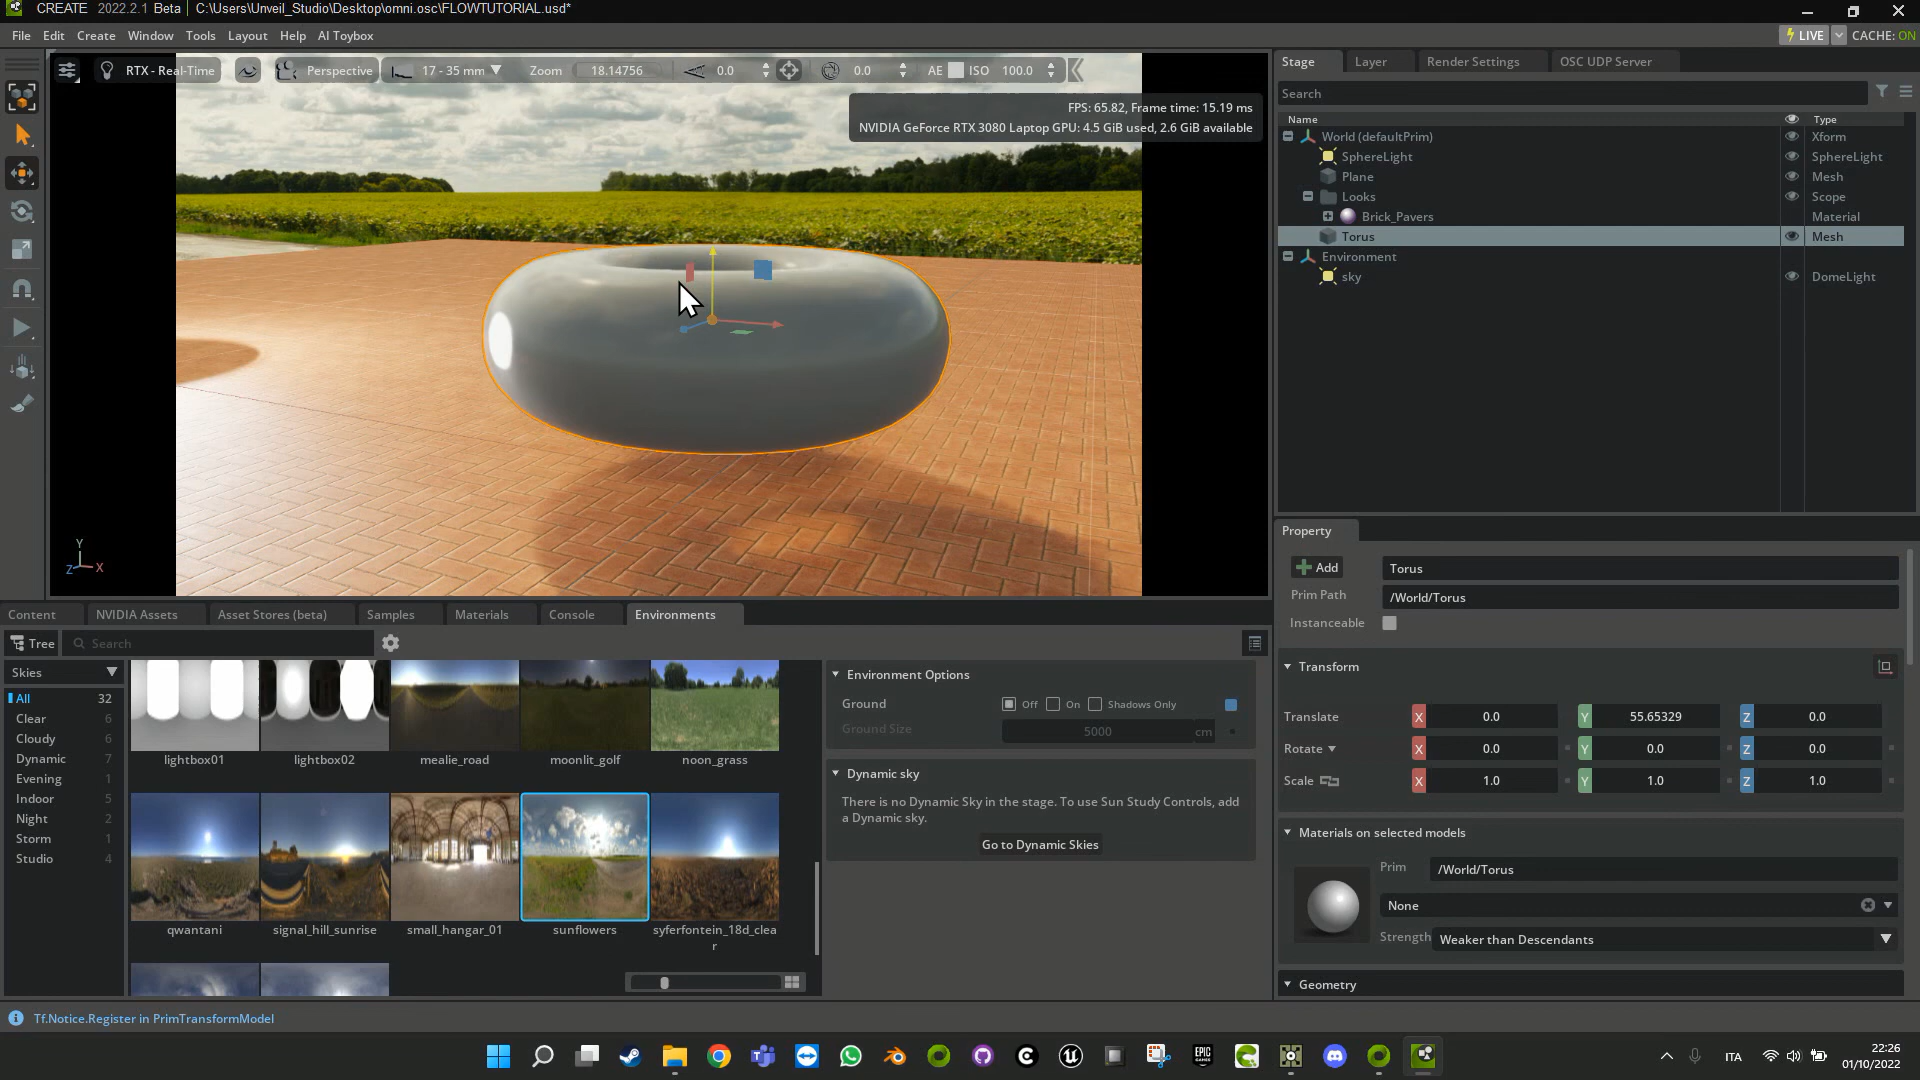 CREATE 2022.2.1 Beta C:\Users\Unveil_Studio\Desktop\omni.osc\FLOWTUTORIAL.usd*
File Edit Create Window Tools Layout Help AI Toybox LIVE CACHE: ON
RTX - Real-Time Perspective 17 - 35 mm Zoom 18.14756 0.0 0.0 AE ISO 100.0
FPS: 65.82, Frame time: 15.19 ms
NVIDIA GeForce RTX 3080 Laptop GPU: 4.5 GiB used, 2.6 GiB available
Y
Z X
Stage Layer Render Settings OSC UDP Server
Search
Name Type
World (defaultPrim) Xform
SphereLight SphereLight
Plane Mesh
Looks Scope
Brick_Pavers Material
Torus Mesh
Environment
sky DomeLight
Property
Add Torus
Prim Path /World/Torus
Instanceable
Transform
Translate X 0.0 Y 55.65329 Z 0.0
Rotate X 0.0 Y 0.0 Z 0.0
Scale X 1.0 Y 1.0 Z 1.0
Materials on selected models
Prim /World/Torus
None
Strength Weaker than Descendants
Geometry
Content NVIDIA Assets Asset Stores (beta) Samples Materials Console Environments
Tree Search
Skies
All 32
Clear 6
Cloudy 6
Dynamic 7
Evening 1
Indoor 5
Night 2
Storm 1
Studio 4
lightbox01 lightbox02 mealie_road moonlit_golf noon_grass
qwantani signal_hill_sunrise small_hangar_01 sunflowers syferfontein_18d_clea
r
Environment Options
Ground Off On Shadows Only
Ground Size 5000 cm
Dynamic sky
There is no Dynamic Sky in the stage. To use Sun Study Controls, add
a Dynamic sky.
Go to Dynamic Skies
Tf.Notice.Register in PrimTransformModel
EPIC
GAMES
ITA
22:26
01/10/2022